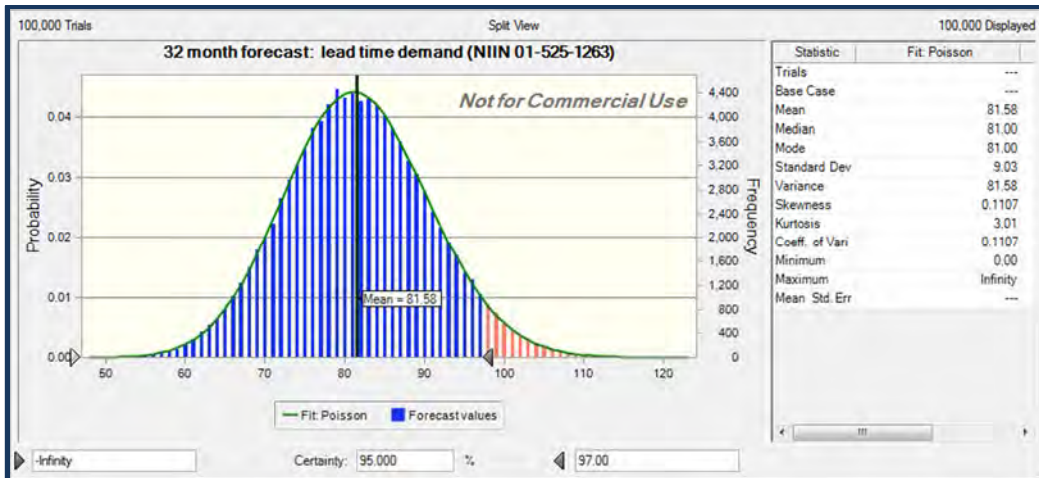 100,000 Trials Split View 100,000 Displayed
32 month forecast: lead time demand (NIIN 01-525-1263)
Not for Commercial Use
Probability
0.04
0.03
0.02
0.01
0.00
Mean = 81.58
50 60 70 80 90 100 110 120
Frequency
4,400
4,000
3,600
3,200
2,800
2,400
2,000
1,600
1,200
800
400
0
Fit: Poisson Forecast values
Statistic Fit: Poisson
Trials ---
Base Case ---
Mean 81.58
Median 81.00
Mode 81.00
Standard Dev 9.03
Variance 81.58
Skewness 0.1107
Kurtosis 3.01
Coeff. of Vari 0.1107
Minimum 0.00
Maximum Infinity
Mean Std. Err ---
-Infinity Certainty: 95.000 % 97.00